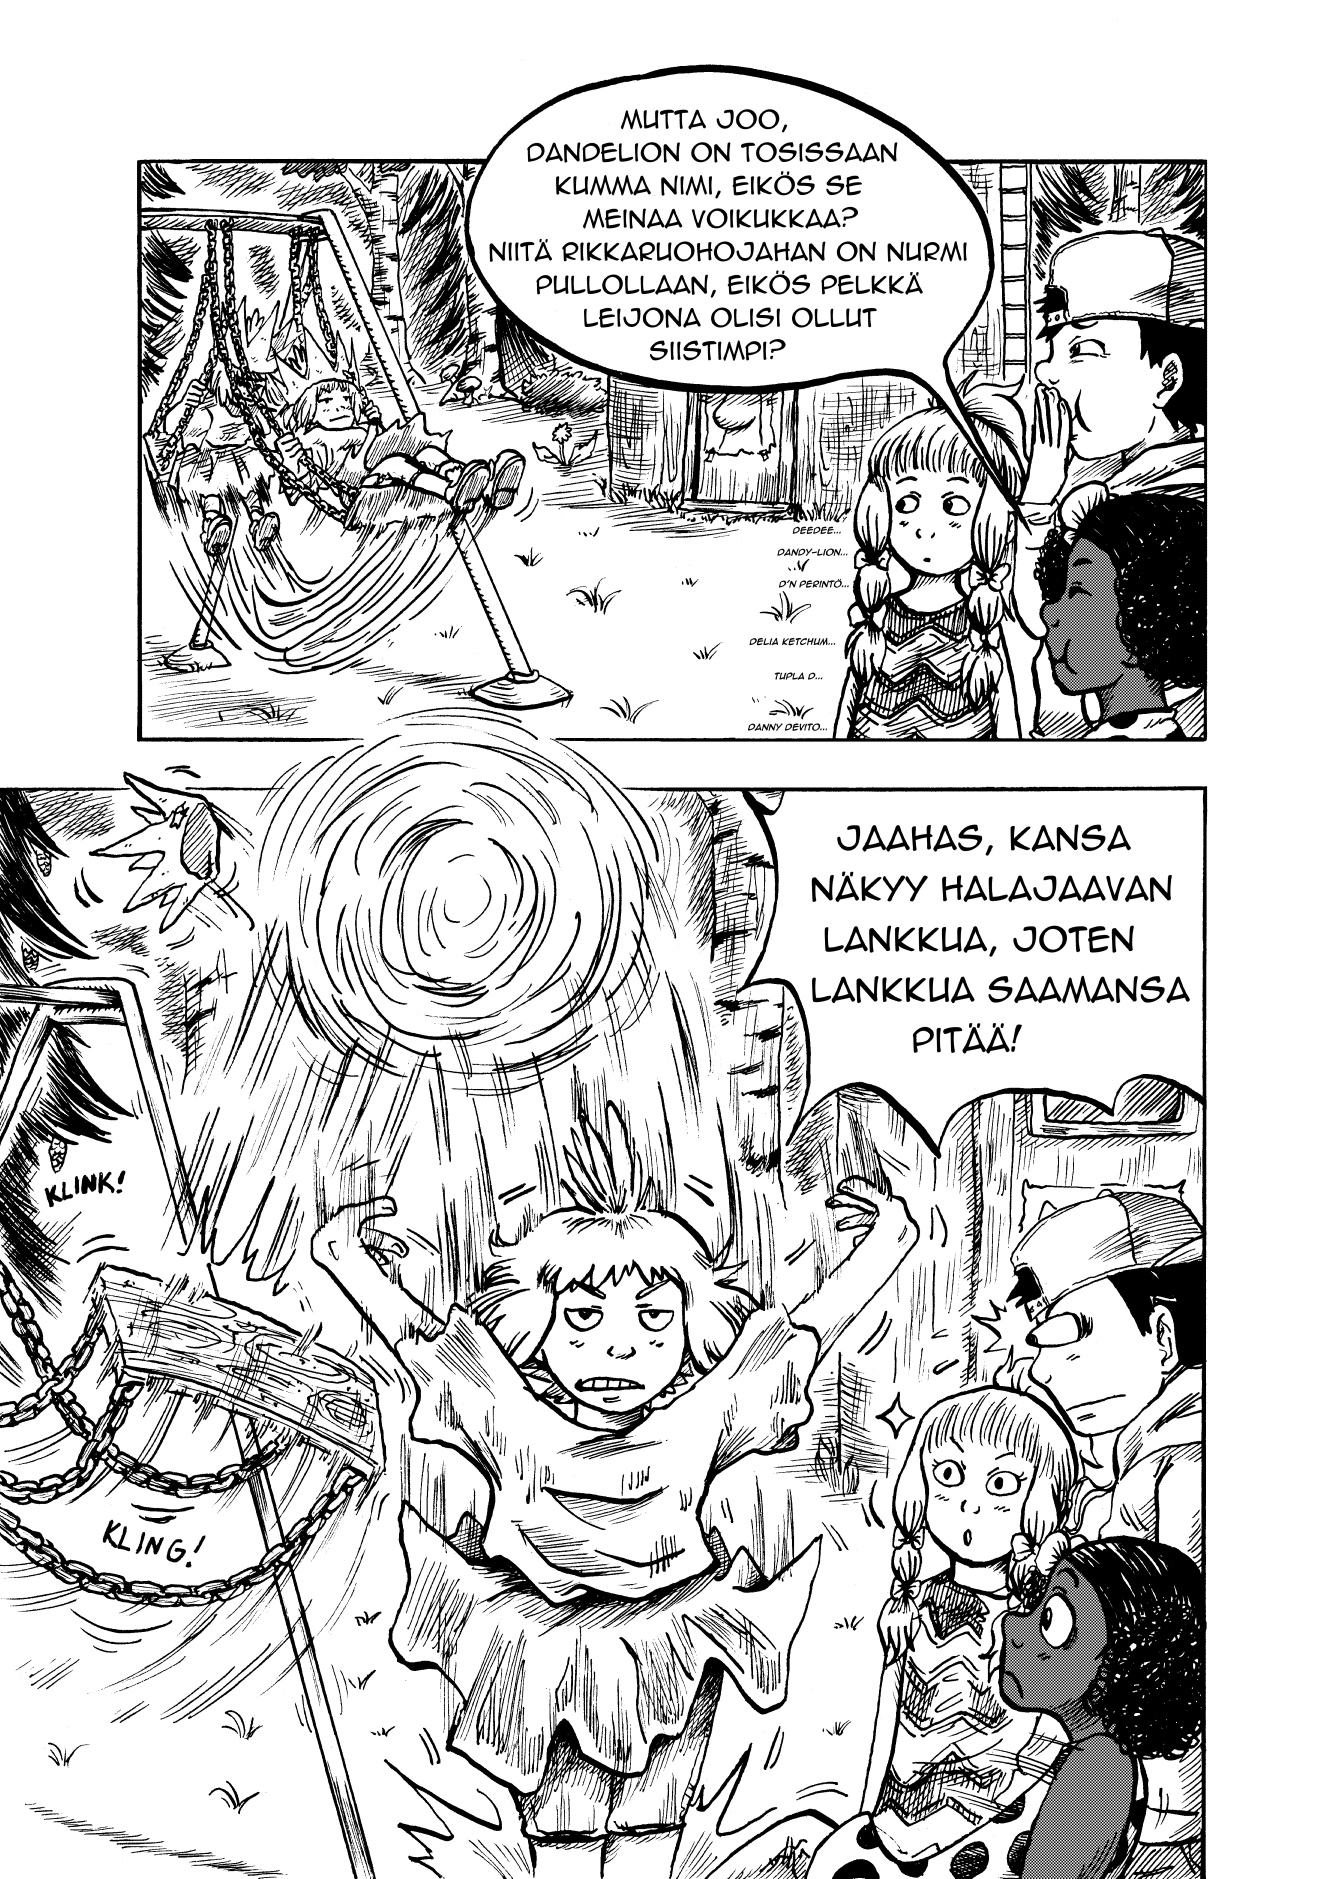 MUTTA JOO,
DANDELION ON TOSISSAAN
KUMMA NIMI, EIKÖS SE
MEINAA VOIKUKKAA?
NIITÄ RIKKARUOHOJAHAN ON NURMI
PULLOLLAAN, EIKÖS PELKKÄ
LEIJONA OLISI OLLUT
SIISTIMPI?
DEEDEE...
DANDY-LION...
D'N PERINTÖ...
DELIA KETCHUM...
TUPLA D...
DANNY DEVITO...
JAAHAS, KANSA
NÄKYY HALAJAAVAN
LANKKUA, JOTEN
LANKKUA SAAMANSA
PITÄÄ!
KLINK!
KLING!